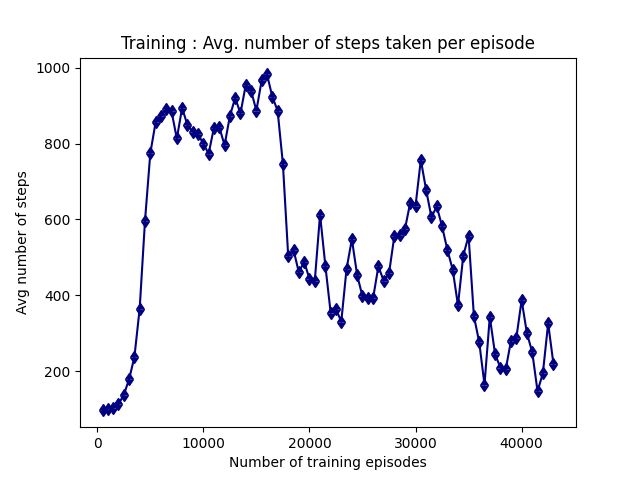 Training : Avg. number of steps taken per episode
1000
800
600
400
200
Avg number of steps
0 10000 20000 30000 40000
Number of training episodes